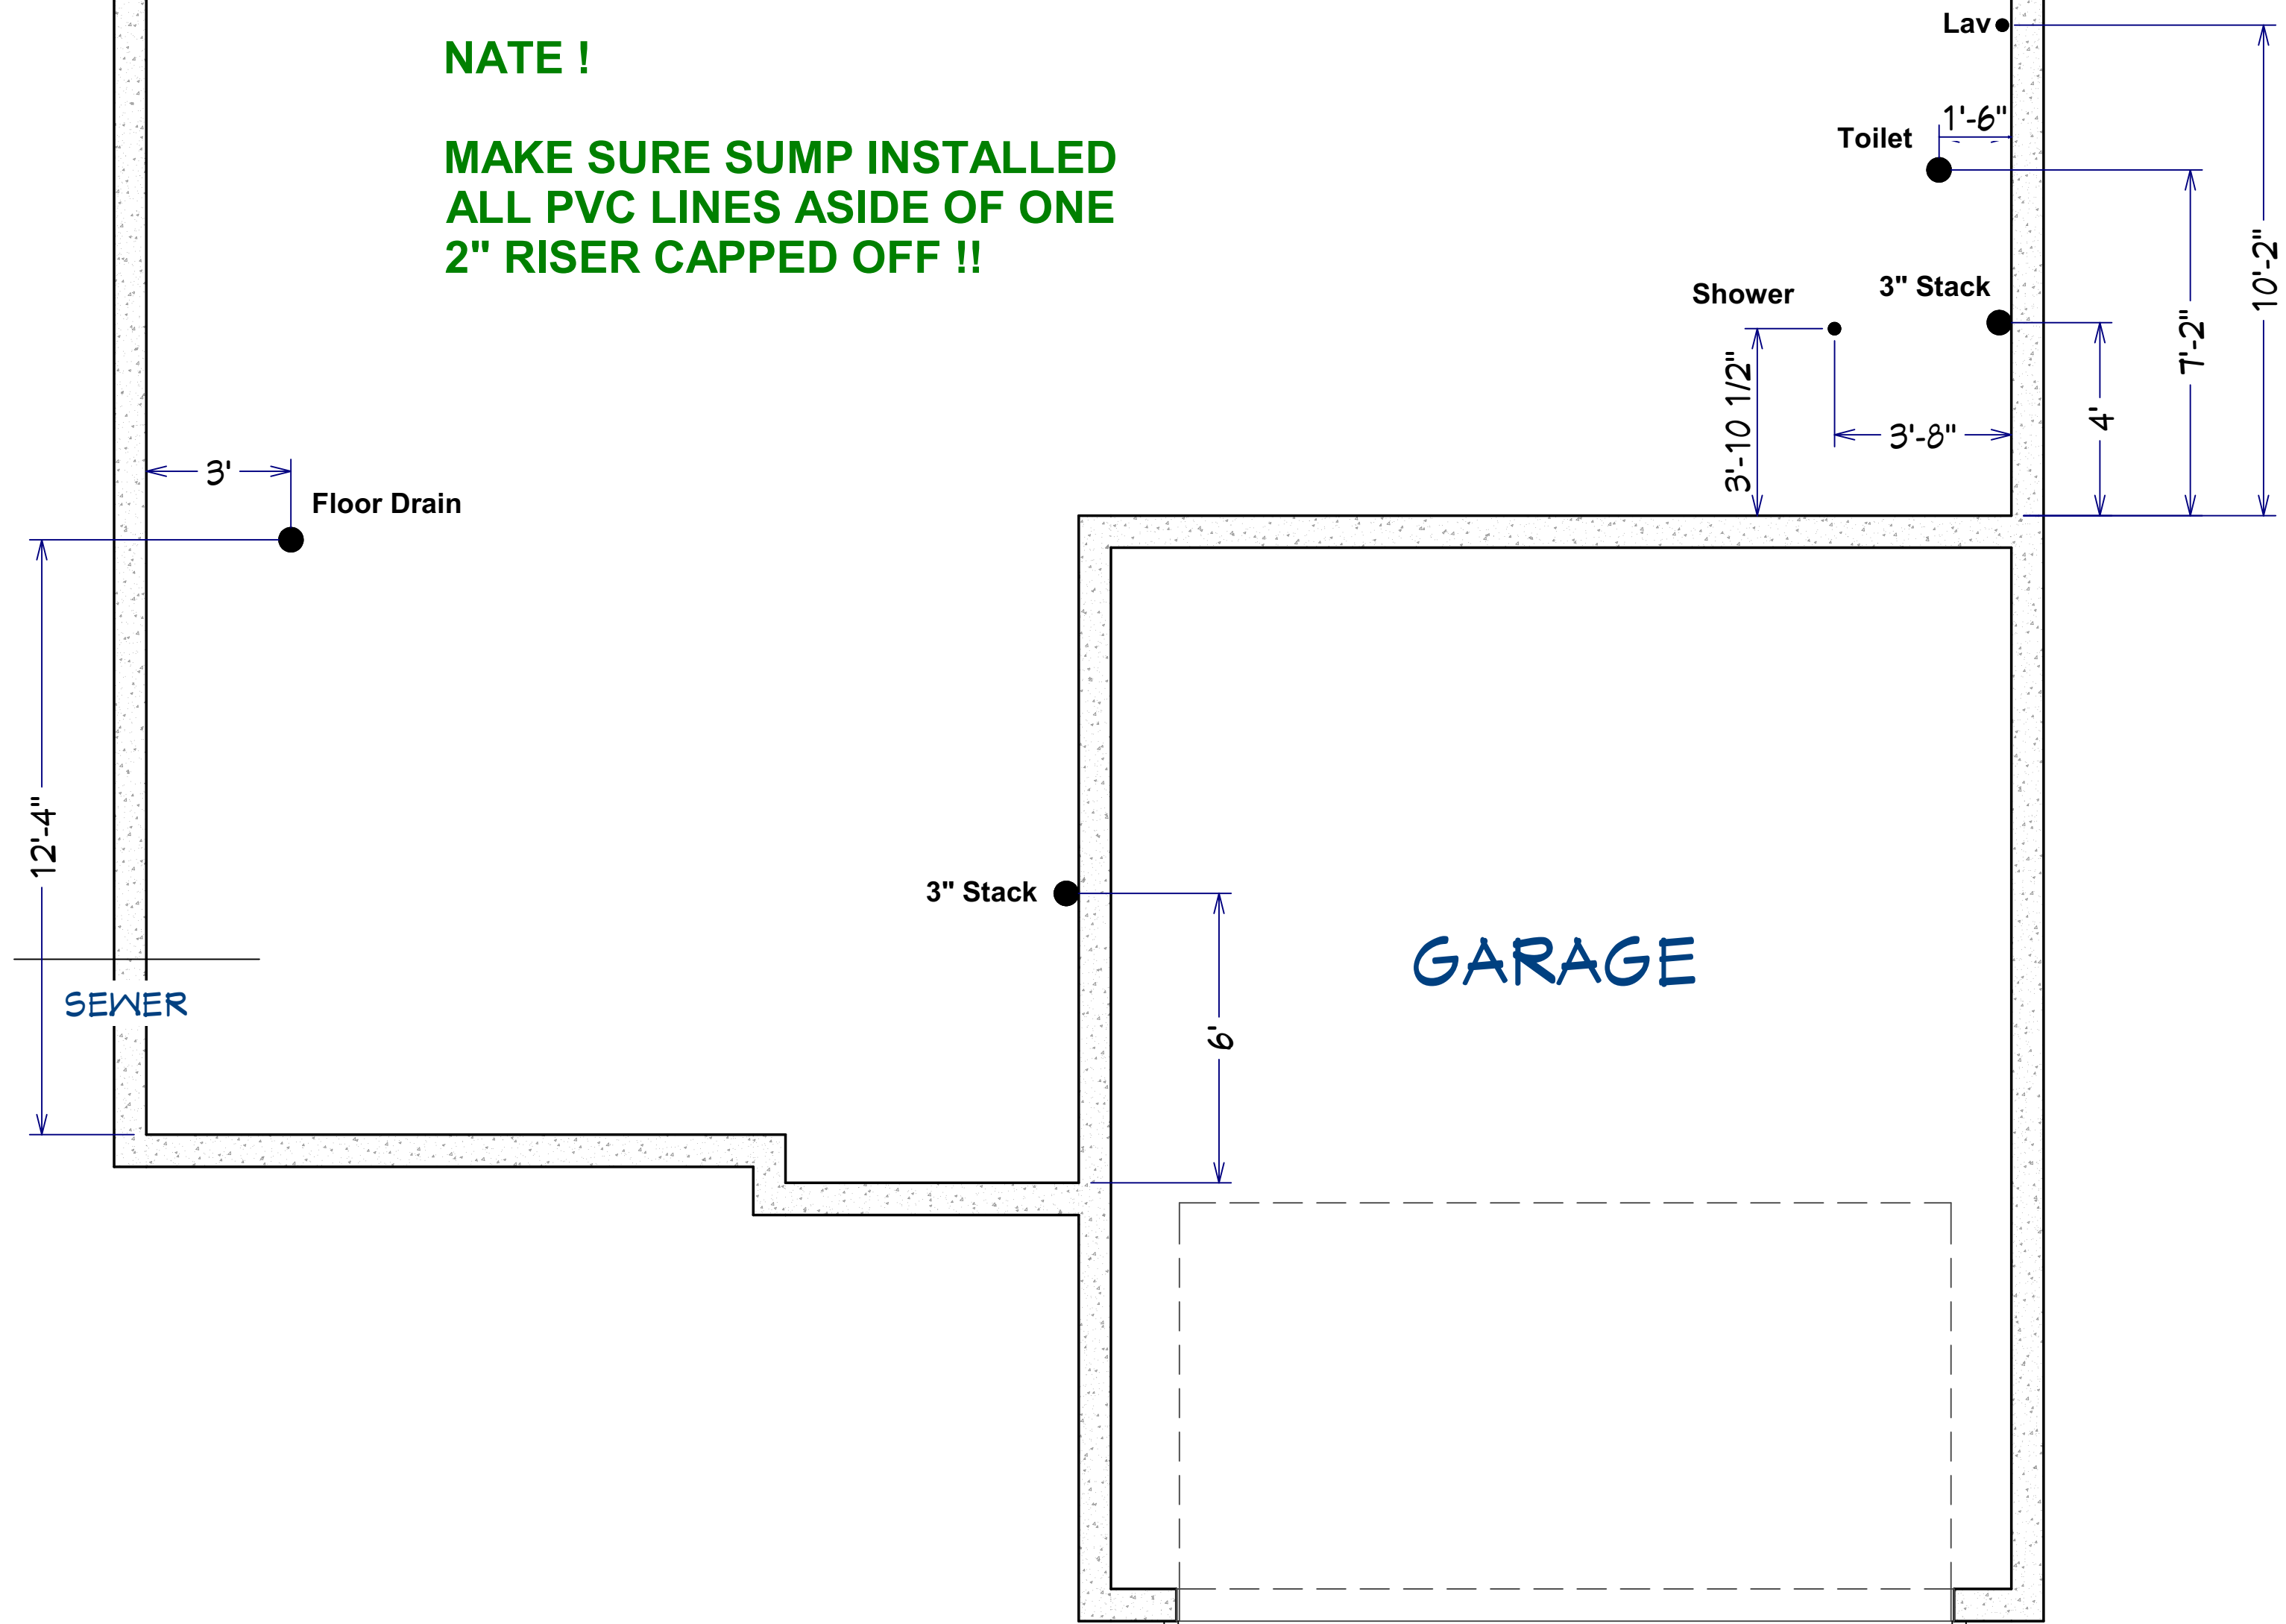 NATE !
MAKE SURE SUMP INSTALLED
ALL PVC LINES ASIDE OF ONE
2" RISER CAPPED OFF !!
Lav
1'-6"
Toilet
10'-2"
7'-2"
3" Stack
Shower
3'-10 1/2"
3'-8"
4'
3'
Floor Drain
12'-4"
3" Stack
GARAGE
SEWER
6'